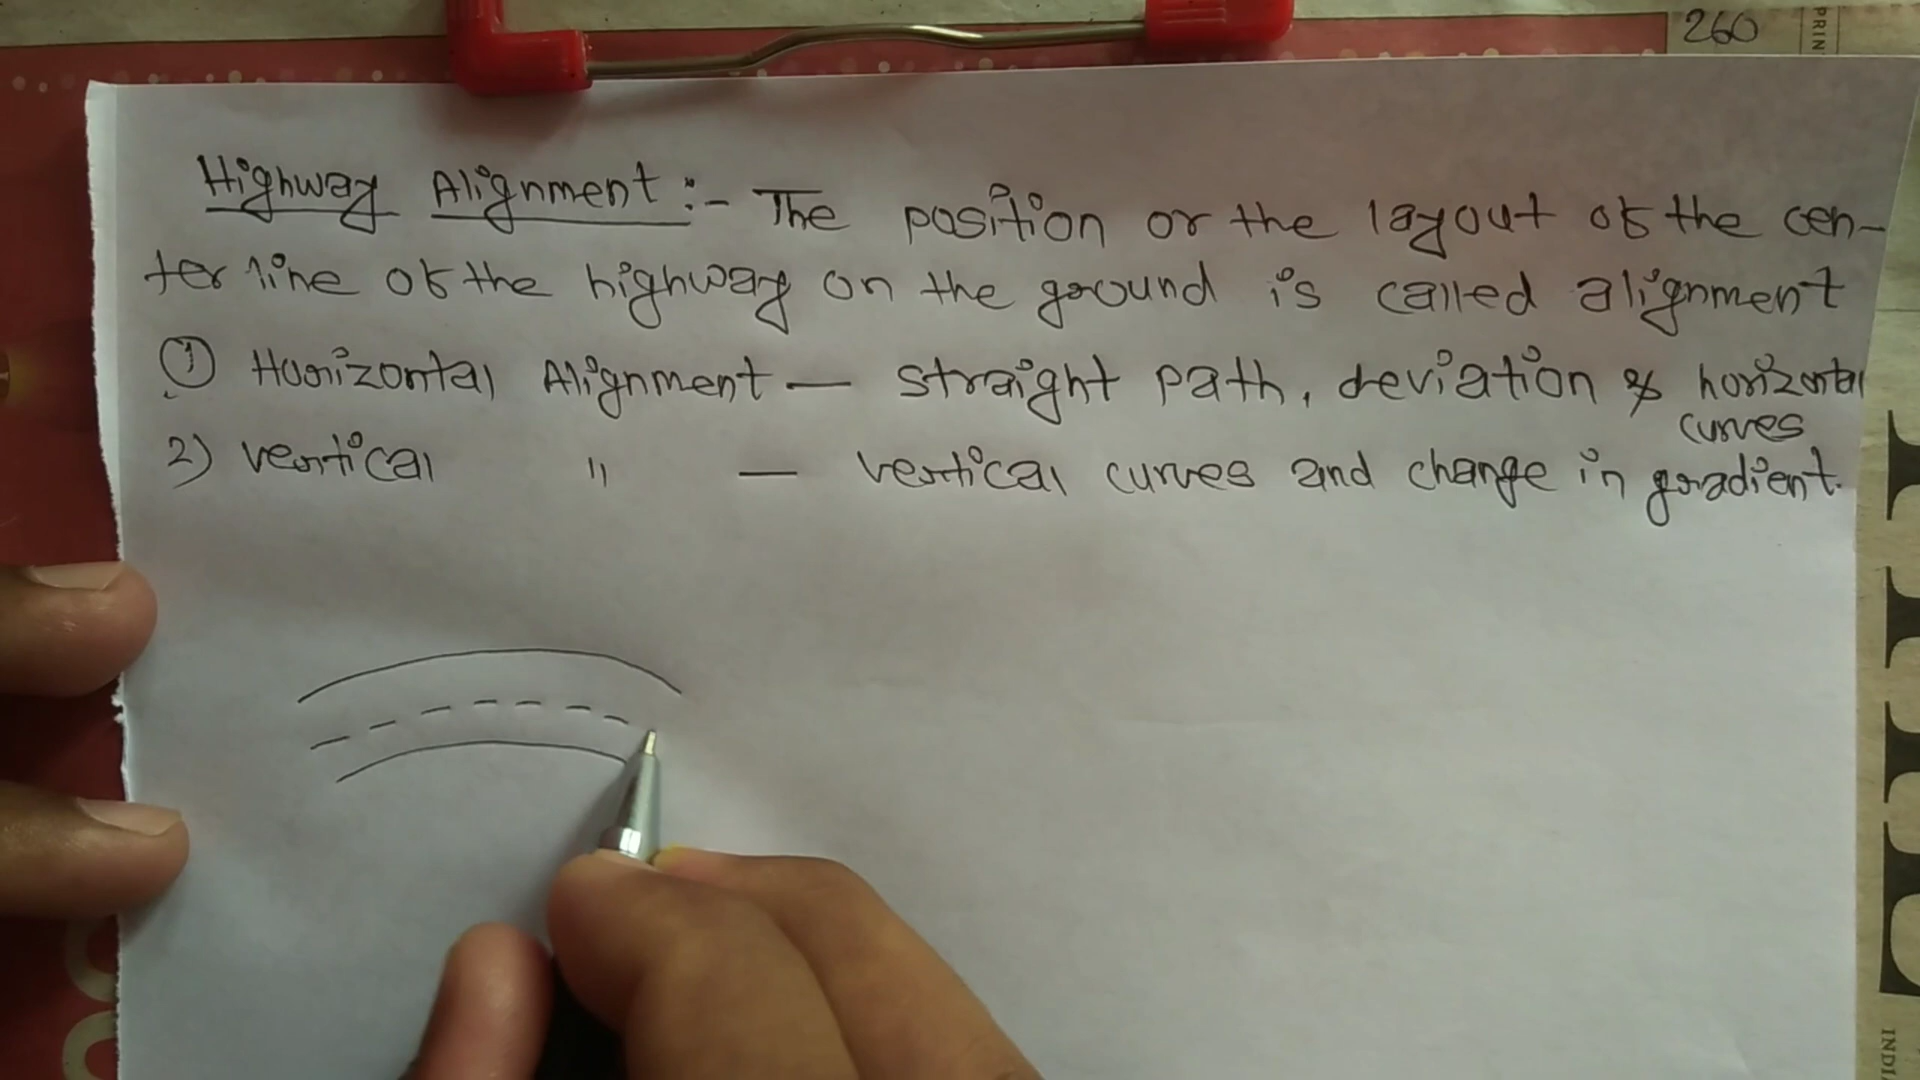 260
PRIN
Highway Alignment :- The position or the layout of the cen-
ter line of the highway on the ground is called alignment
① Horizontal Alignment — straight path, deviation & horizontal
curves
2) vertical " — vertical curves and change in gradient.
INDI